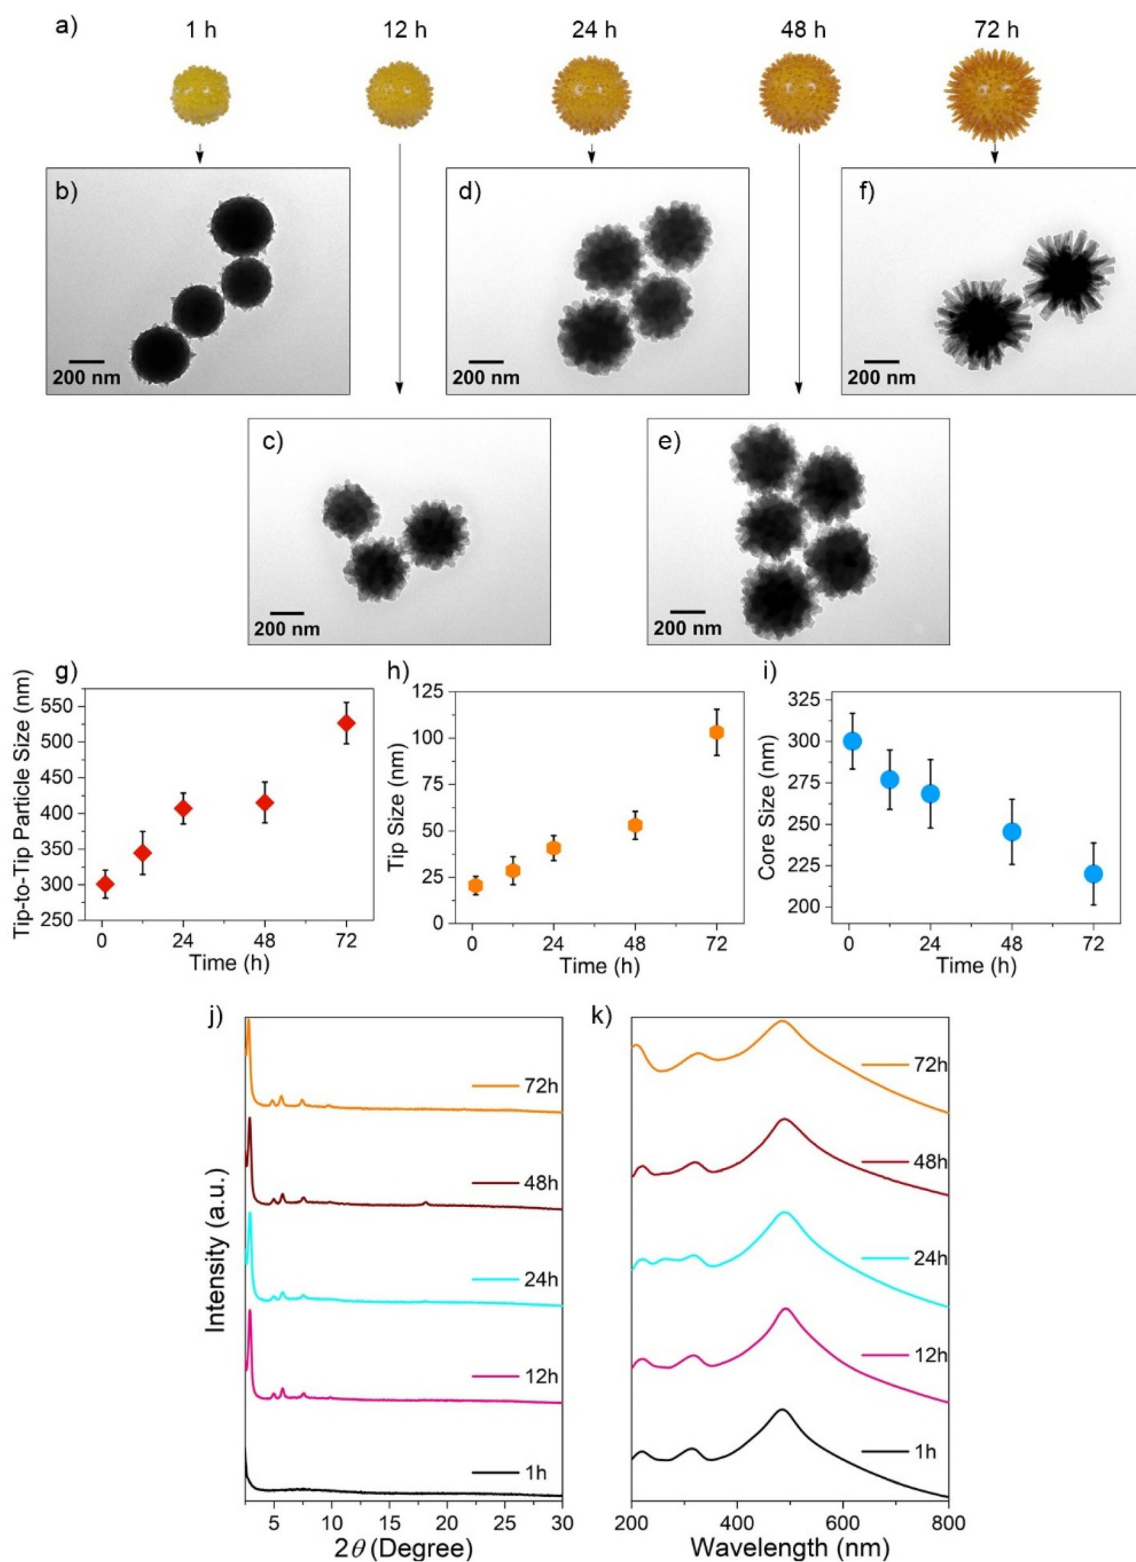 a)
1 h
12 h
24 h
48 h
72 h
b)
200 nm
d)
200 nm
f)
200 nm
c)
200 nm
e)
200 nm
g)
Tip-to-Tip Particle Size (nm)
550
500
450
400
350
300
250
0 24 48 72
Time (h)
h)
Tip Size (nm)
125
100
75
50
25
0
0 24 48 72
Time (h)
i)
Core Size (nm)
325
300
275
250
225
200
0 24 48 72
Time (h)
j)
Intensity (a.u.)
72h
48h
24h
12h
1h
5 10 15 20 25 30
2θ (Degree)
k)
72h
48h
24h
12h
1h
200 400 600 800
Wavelength (nm)